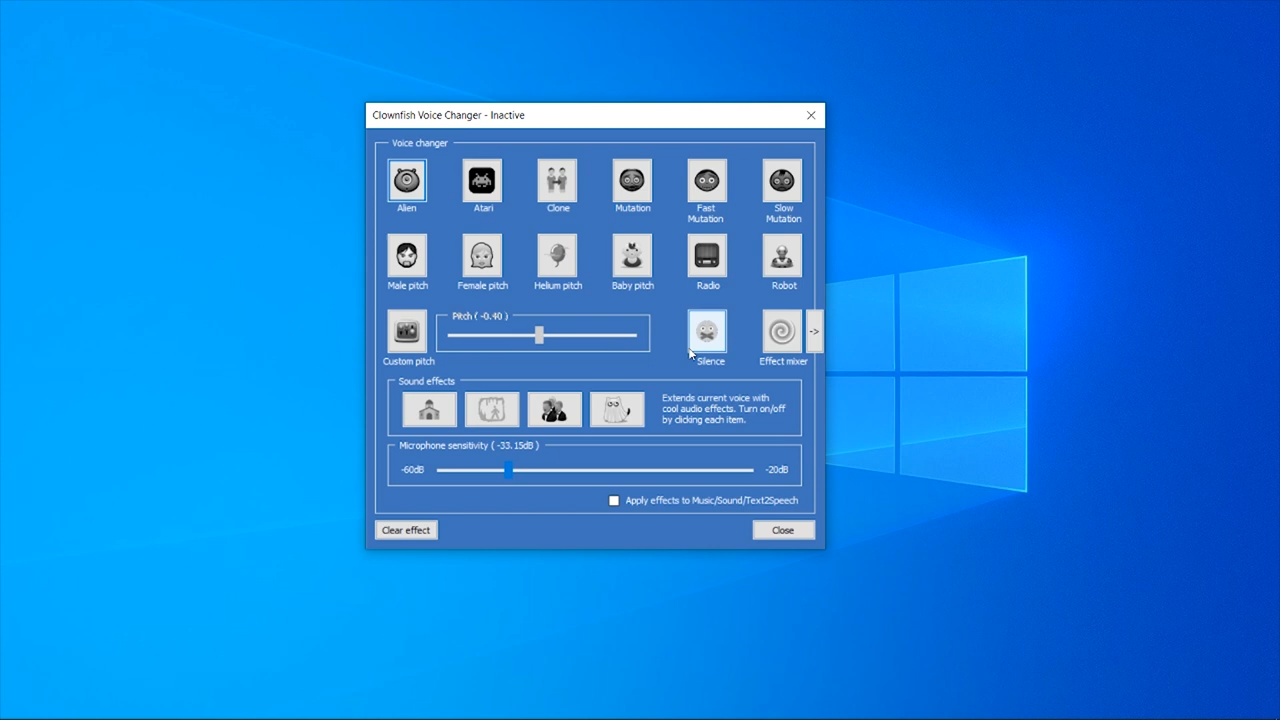 Clownfish Voice Changer - Inactive
Voice changer
Alien
Atari
Clone
Mutation
Fast
Mutation
Slow
Mutation
Male pitch
Female pitch
Helium pitch
Baby pitch
Radio
Robot
Pitch ( -0.40 )
->
Custom pitch
Silence
Effect mixer
Sound effects
Extends current voice with
cool audio effects. Turn on/off
by clicking each item.
Microphone sensitivity ( -33.15dB )
-60dB
-20dB
Apply effects to Music/Sound/Text2Speech
Clear effect
Close